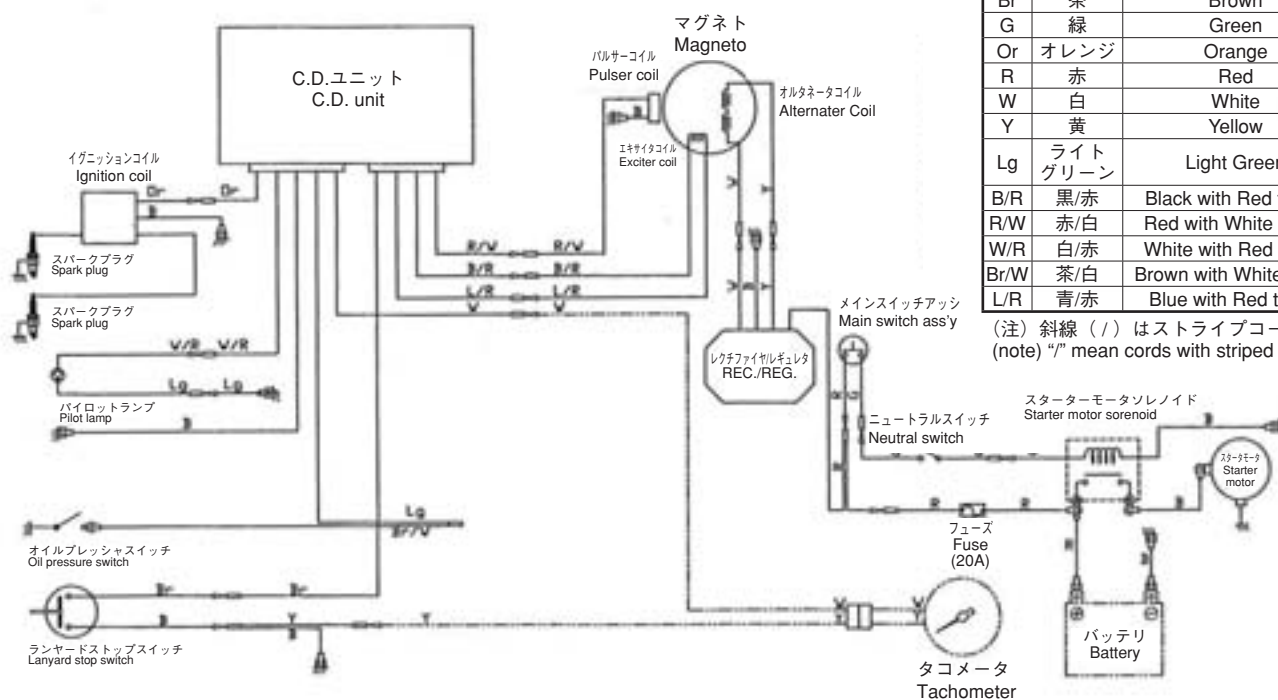 マグネト
Magneto
パルサーコイル
Pulser coil
C.D.ユニット
C.D. unit
オルタネータコイル
Alternater Coil
エキサイタコイル
Exciter coil
イグニッションコイル
Ignition coil
Or
Or
B
B
W
Y
スパークプラグ
Spark plug
R/W
R/W
B/R
B/R
L/R
L/R
W
W
W
B
Y
スパークプラグ
Spark plug
メインスイッチアッシ
Main switch ass'y
W/R
W/R
レクチファイヤ/レギュレタ
REC./REG.
Lg
Lg
R
G
パイロットランプ
Pilot lamp
B
ニュートラルスイッチ
Neutral switch
スターターモータソレノイド
Starter motor sorenoid
B
スタータモータ
Starter
motor
R
R
R
B
フューズ
Fuse
(20A)
Lg
Br/W
オイルプレッシャスイッチ
Oil pressure switch
Br
Br
B
Y
B
Y
ランヤードストップスイッチ
Lanyard stop switch
W
Y
W
Y
タコメータ
Tachometer
バッテリ
Battery
Br 茶 Brown
G 緑 Green
Or オレンジ Orange
R 赤 Red
W 白 White
Y 黄 Yellow
Lg ライトグリーン Light Green
B/R 黒/赤 Black with Red
R/W 赤/白 Red with White
W/R 白/赤 White with Red
Br/W 茶/白 Brown with White
L/R 青/赤 Blue with Red t
（注）斜線（ / ）はストライプコー
(note) “/” mean cords with striped